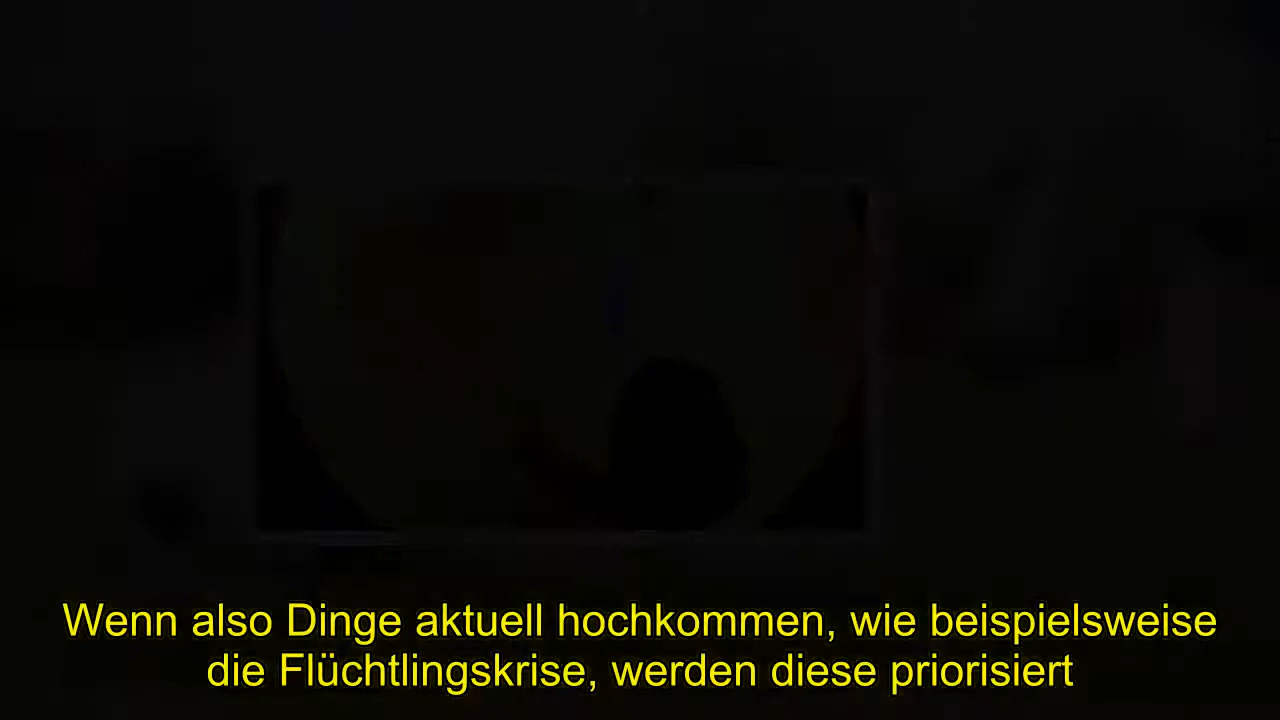 Wenn also Dinge aktuell hochkommen, wie beispielsweise
die Flüchtlingskrise, werden diese priorisiert